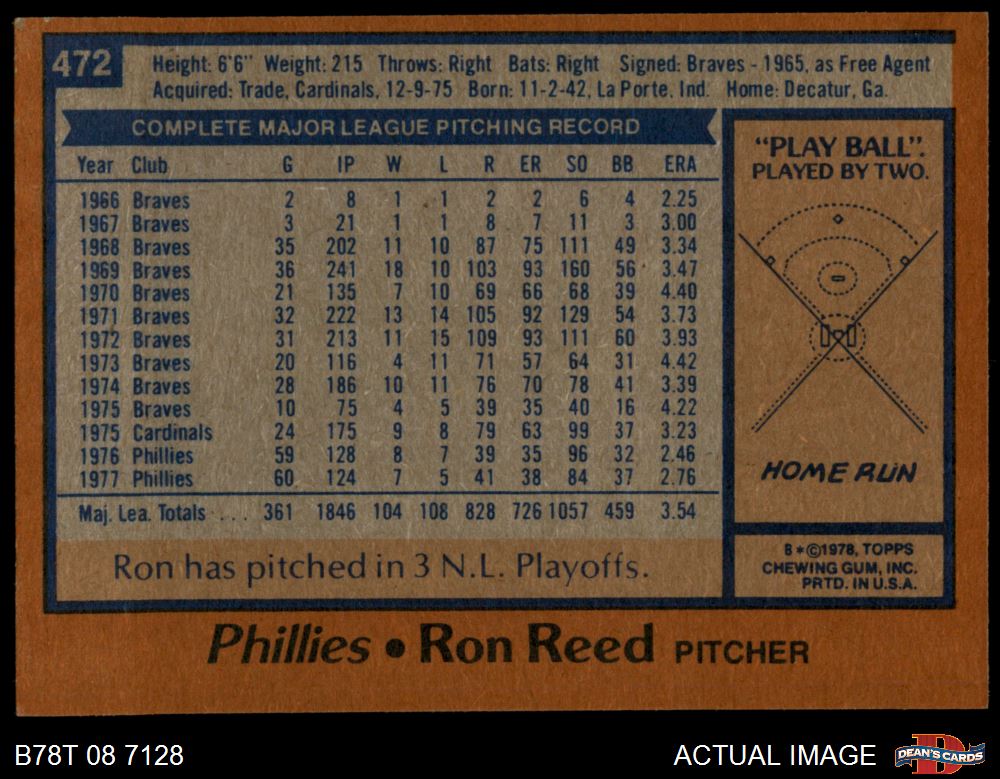 472
Height: 6'6" Weight: 215 Throws: Right Bats: Right Signed: Braves - 1965, as Free Agent
Acquired: Trade, Cardinals, 12-9-75 Born: 11-2-42, La Porte, Ind. Home: Decatur, Ga.
COMPLETE MAJOR LEAGUE PITCHING RECORD
Year Club G IP W L R ER SO BB ERA
1966 Braves 2 8 1 1 2 2 6 4 2.25
1967 Braves 3 21 1 1 8 7 11 3 3.00
1968 Braves 35 202 11 10 87 75 111 49 3.34
1969 Braves 36 241 18 10 103 93 160 56 3.47
1970 Braves 21 135 7 10 69 66 68 39 4.40
1971 Braves 32 222 13 14 105 92 129 54 3.73
1972 Braves 31 213 11 15 109 93 111 60 3.93
1973 Braves 20 116 4 11 71 57 64 31 4.42
1974 Braves 28 186 10 11 76 70 78 41 3.39
1975 Braves 10 75 4 5 39 35 40 16 4.22
1975 Cardinals 24 175 9 8 79 63 99 37 3.23
1976 Phillies 59 128 8 7 39 35 96 32 2.46
1977 Phillies 60 124 7 5 41 38 84 37 2.76
Maj. Lea. Totals . . . 361 1846 104 108 828 726 1057 459 3.54
Ron has pitched in 3 N.L. Playoffs.
"PLAY BALL".
PLAYED BY TWO.
HOME RUN
B*©1978, TOPPS
CHEWING GUM, INC.
PRTD. IN U.S.A.
Phillies • Ron Reed PITCHER
B78T 08 7128
ACTUAL IMAGE
DEAN'S CARDS